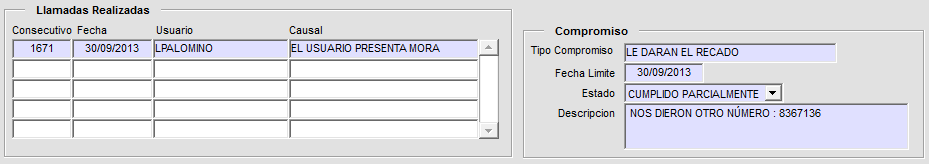 Llamadas Realizadas
Consecutivo Fecha Usuario Causal
1671 30/09/2013 LPALOMINO EL USUARIO PRESENTA MORA
Compromiso
Tipo Compromiso LE DARAN EL RECADO
Fecha Limite 30/09/2013
Estado CUMPLIDO PARCIALMENTE
Descripcion NOS DIERON OTRO NÚMERO : 8367136